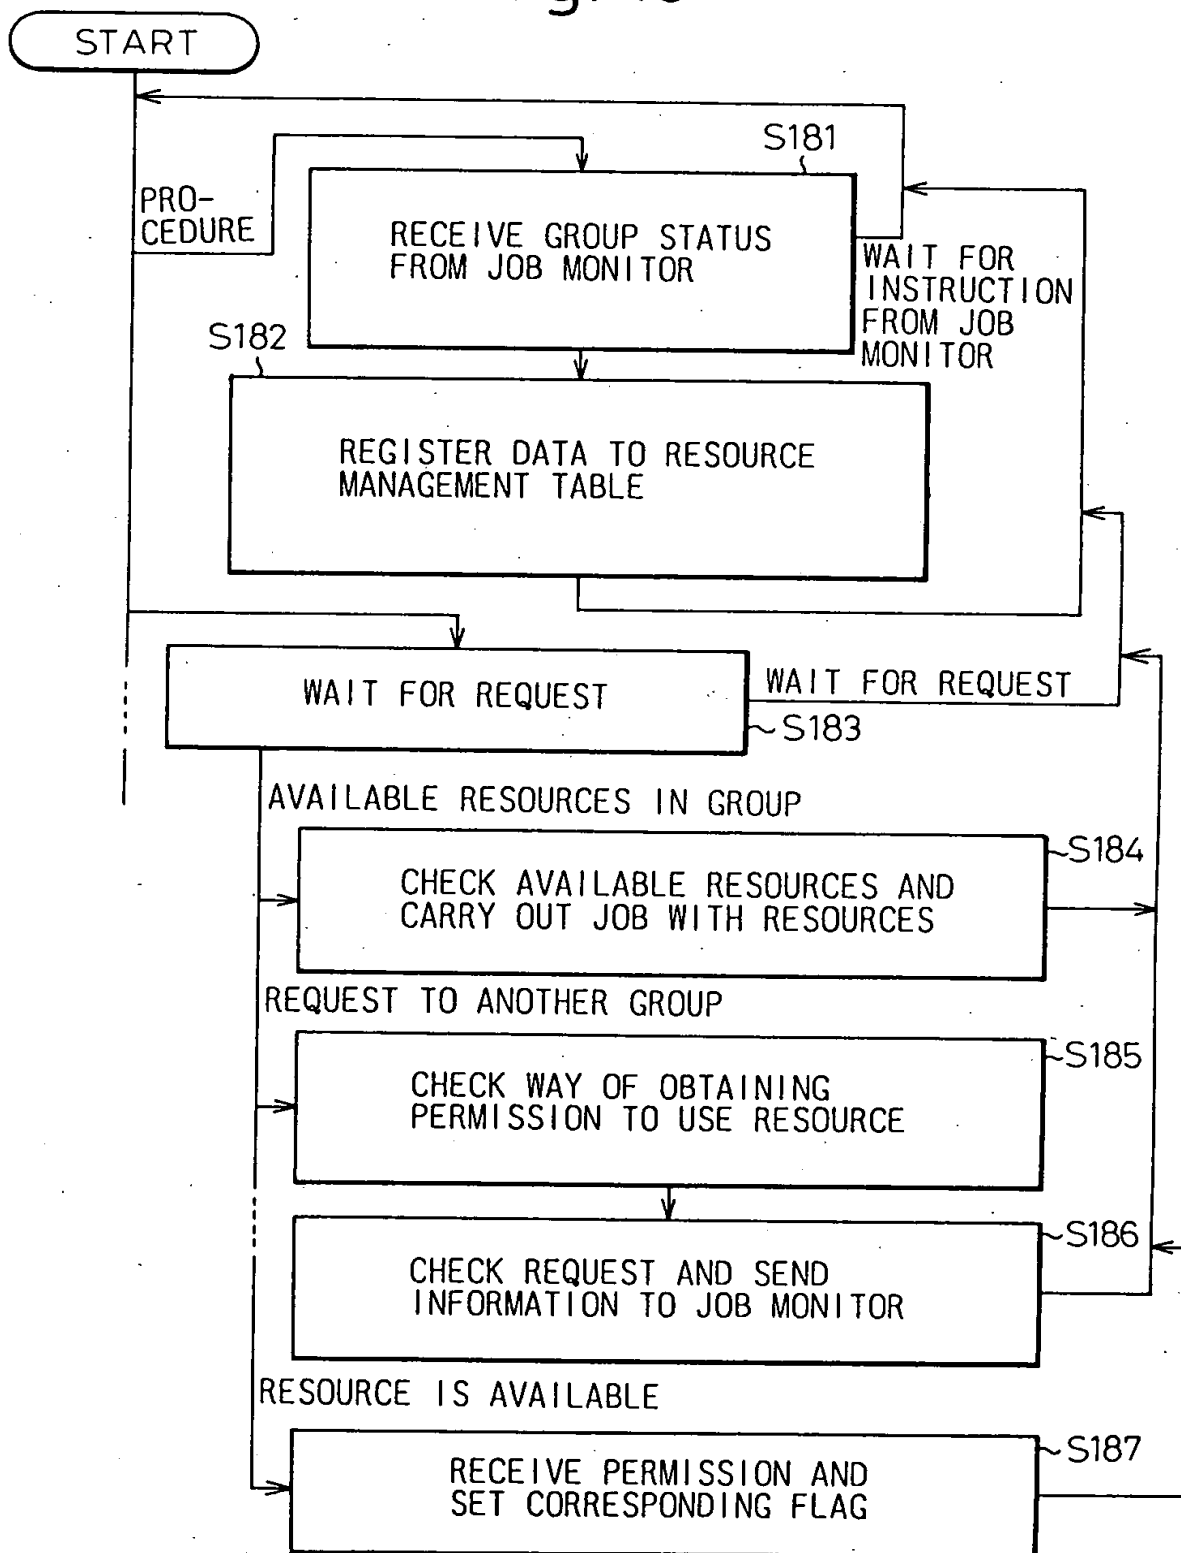 START
S181
PRO-
CEDURE
RECEIVE GROUP STATUS
FROM JOB MONITOR
WAIT FOR
INSTRUCTION
FROM JOB
MONITOR
S182
REGISTER DATA TO RESOURCE
MANAGEMENT TABLE
WAIT FOR REQUEST
WAIT FOR REQUEST
S183
AVAILABLE RESOURCES IN GROUP
S184
CHECK AVAILABLE RESOURCES AND
CARRY OUT JOB WITH RESOURCES
REQUEST TO ANOTHER GROUP
S185
CHECK WAY OF OBTAINING
PERMISSION TO USE RESOURCE
S186
CHECK REQUEST AND SEND
INFORMATION TO JOB MONITOR
RESOURCE IS AVAILABLE
S187
RECEIVE PERMISSION AND
SET CORRESPONDING FLAG